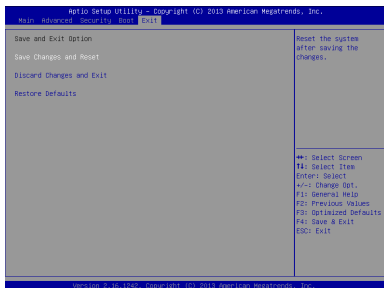 Aptio Setup Utility – Copyright (C) 2013 American Megatrends, Inc.
Main Advanced Security Boot Exit
Save and Exit Option
Save Changes and Reset
Discard Changes and Exit
Restore Defaults
Reset the system
after saving the
changes.
→←: Select Screen
↑↓: Select Item
Enter: Select
+/-: Change Opt.
F1: General Help
F2: Previous Values
F3: Optimized Defaults
F4: Save & Exit
ESC: Exit
Version 2.16.1242. Copyright (C) 2013 American Megatrends, Inc.